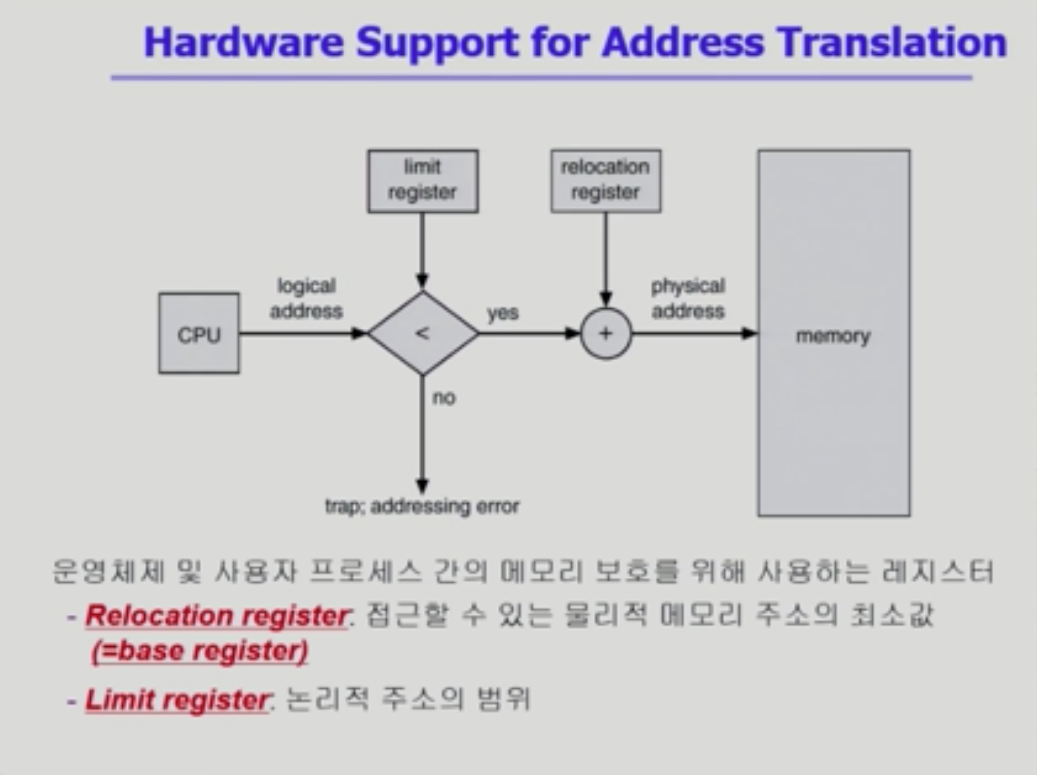 Hardware Support for Address Translation
limit
register
relocation
register
logical
address
physical
address
CPU
<
yes
+
memory
no
trap; addressing error
운영체제 및 사용자 프로세스 간의 메모리 보호를 위해 사용하는 레지스터
- Relocation register: 접근할 수 있는 물리적 메모리 주소의 최소값
(=base register)
- Limit register: 논리적 주소의 범위